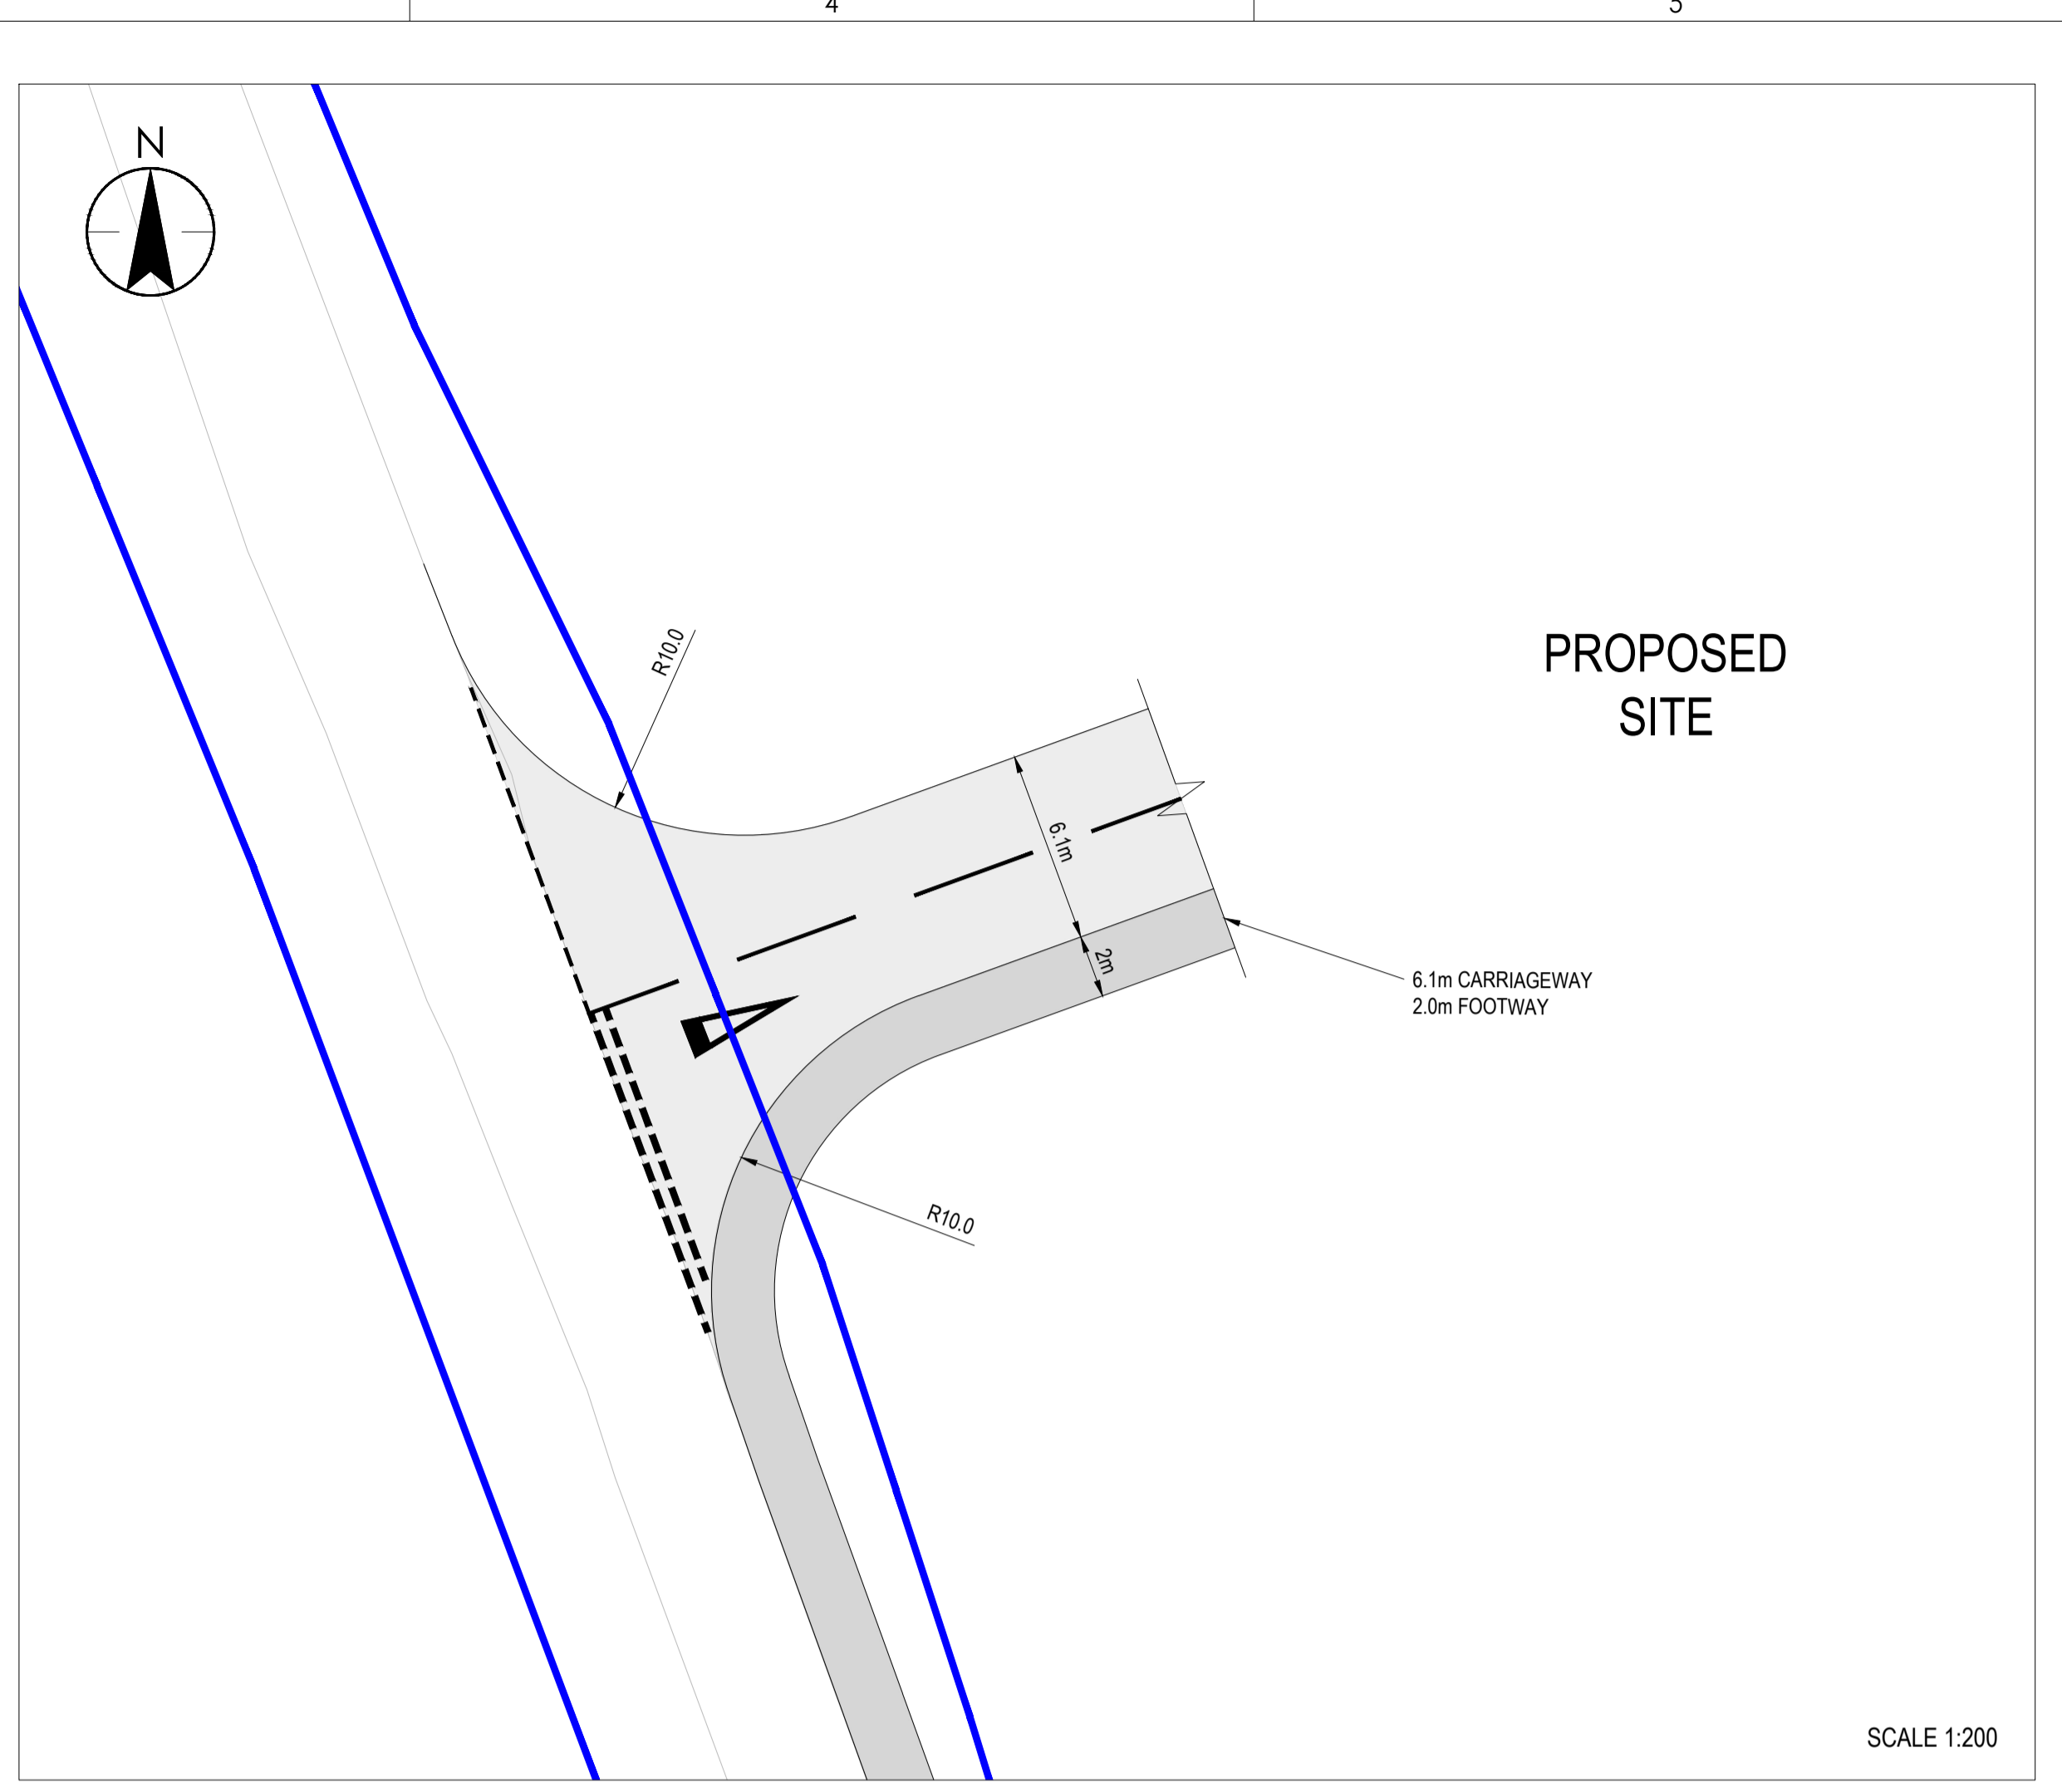 4
5
N
R10.0
PROPOSED
SITE
6.1m
2m
6.1m CARRIAGEWAY
2.0m FOOTWAY
R10.0
SCALE 1:200